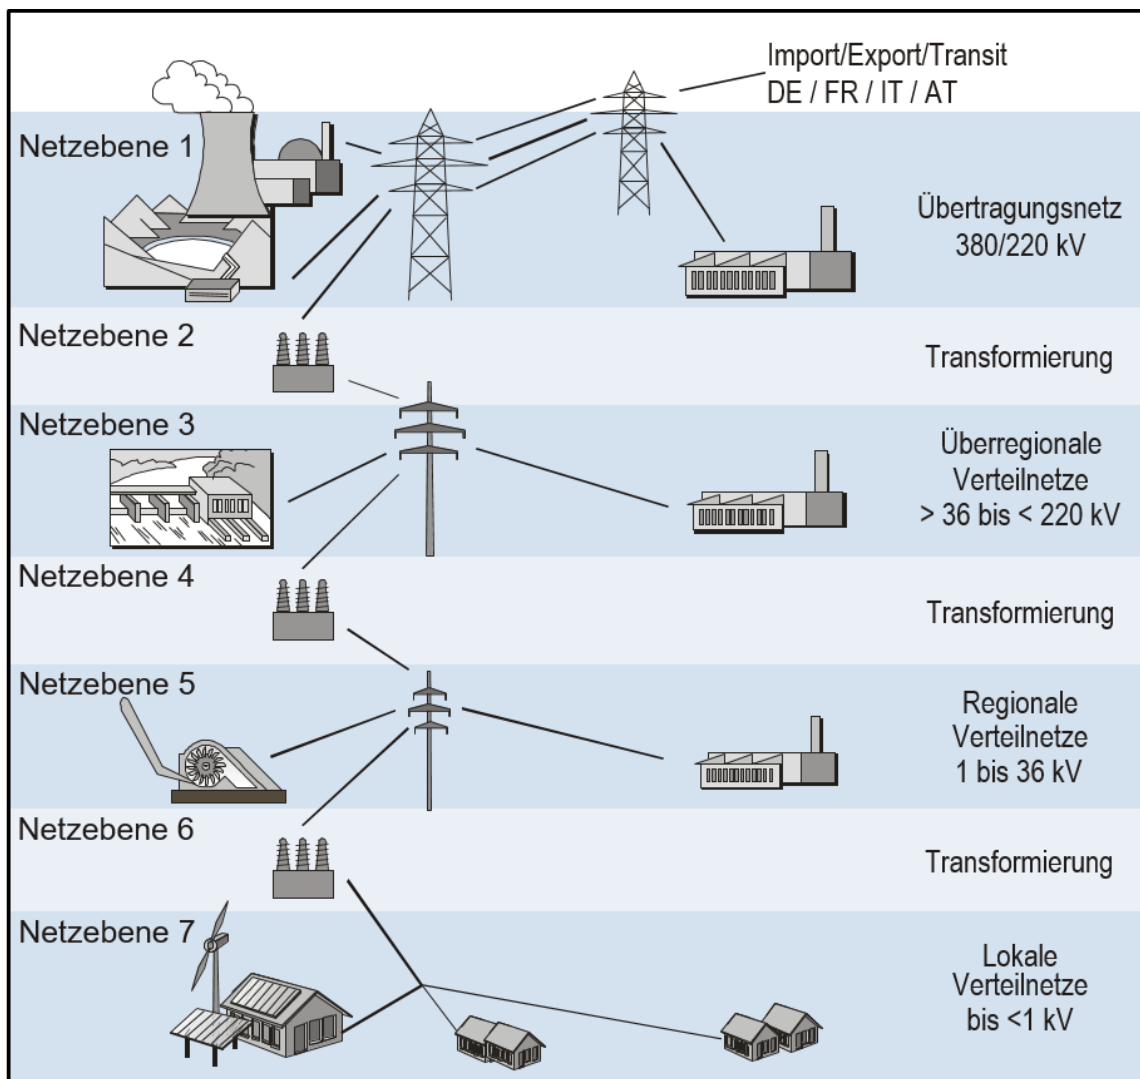 Import/Export/Transit
DE / FR / IT / AT
Netzebene 1
Übertragungsnetz
380/220 kV
Netzebene 2
Transformierung
Netzebene 3
Überregionale
Verteilnetze
> 36 bis < 220 kV
Netzebene 4
Transformierung
Netzebene 5
Regionale
Verteilnetze
1 bis 36 kV
Netzebene 6
Transformierung
Netzebene 7
Lokale
Verteilnetze
bis <1 kV